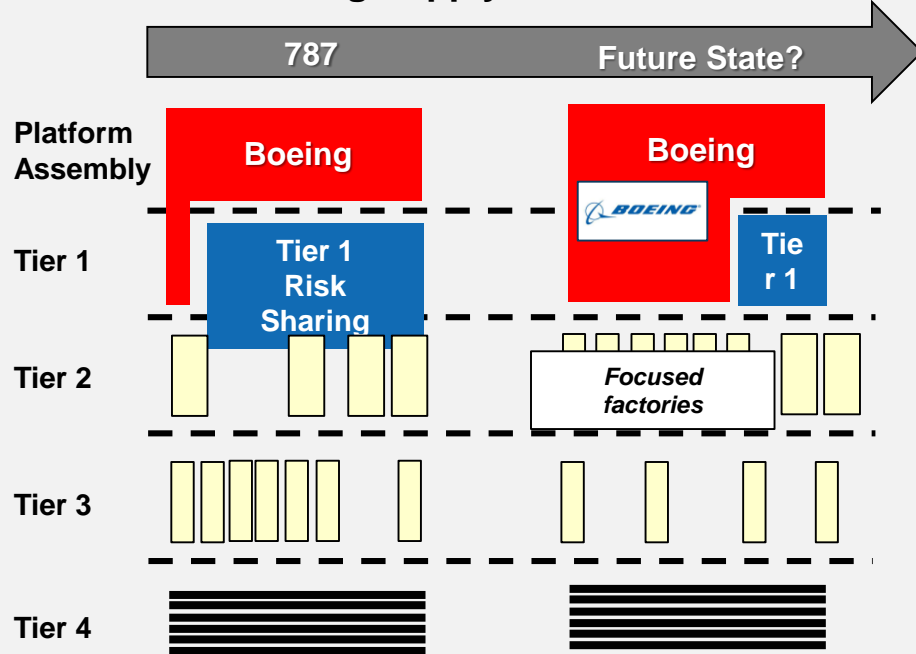 787
Future State?
Platform
Assembly
Boeing
Boeing
BOEING
Tier 1
Tier 1
Risk
Sharing
Tie
r 1
Tier 2
Focused
factories
Tier 3
Tier 4